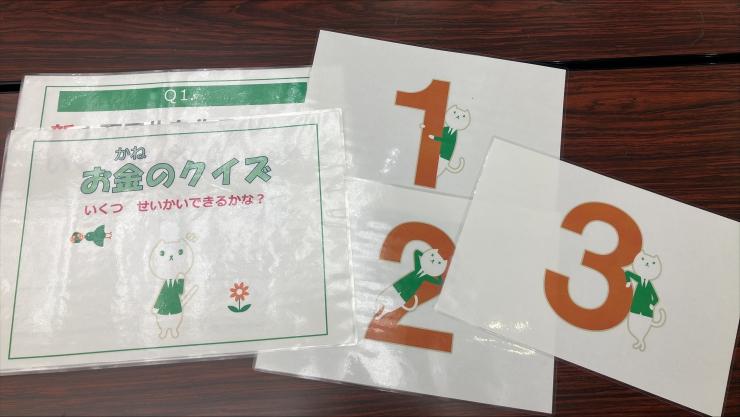 Q1.
かね
お金のクイズ
いくつ せいかいできるかな？
1
2
3